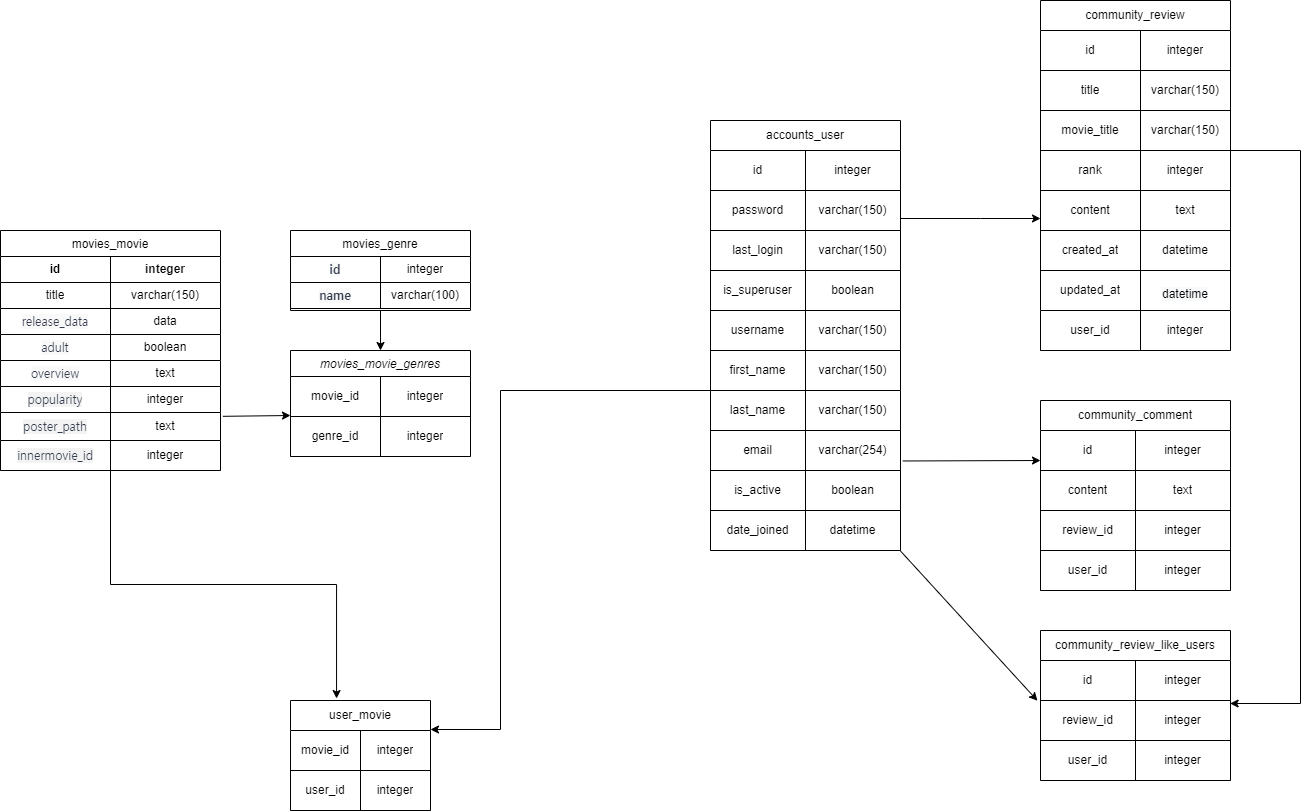 community_review
id integer
title varchar(150)
movie_title varchar(150)
rank integer
content text
created_at datetime
updated_at datetime
user_id integer
accounts_user
id integer
password varchar(150)
last_login varchar(150)
is_superuser boolean
username varchar(150)
first_name varchar(150)
last_name varchar(150)
email varchar(254)
is_active boolean
date_joined datetime
movies_movie
id integer
title varchar(150)
release_data data
adult boolean
overview text
popularity integer
poster_path text
innermovie_id integer
movies_genre
id integer
name varchar(100)
movies_movie_genres
movie_id integer
genre_id integer
community_comment
id integer
content text
review_id integer
user_id integer
community_review_like_users
id integer
review_id integer
user_id integer
user_movie
movie_id integer
user_id integer